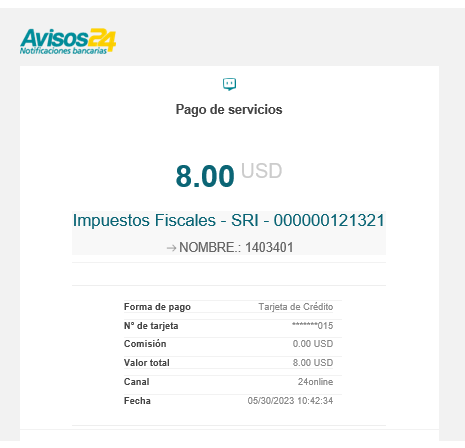 Avisos24
Notificaciones bancarias
Pago de servicios
8.00 USD
Impuestos Fiscales - SRI - 000000121321
→ NOMBRE.: 1403401
Forma de pago Tarjeta de Crédito
N° de tarjeta *******015
Comisión 0.00 USD
Valor total 8.00 USD
Canal 24online
Fecha 05/30/2023 10:42:34